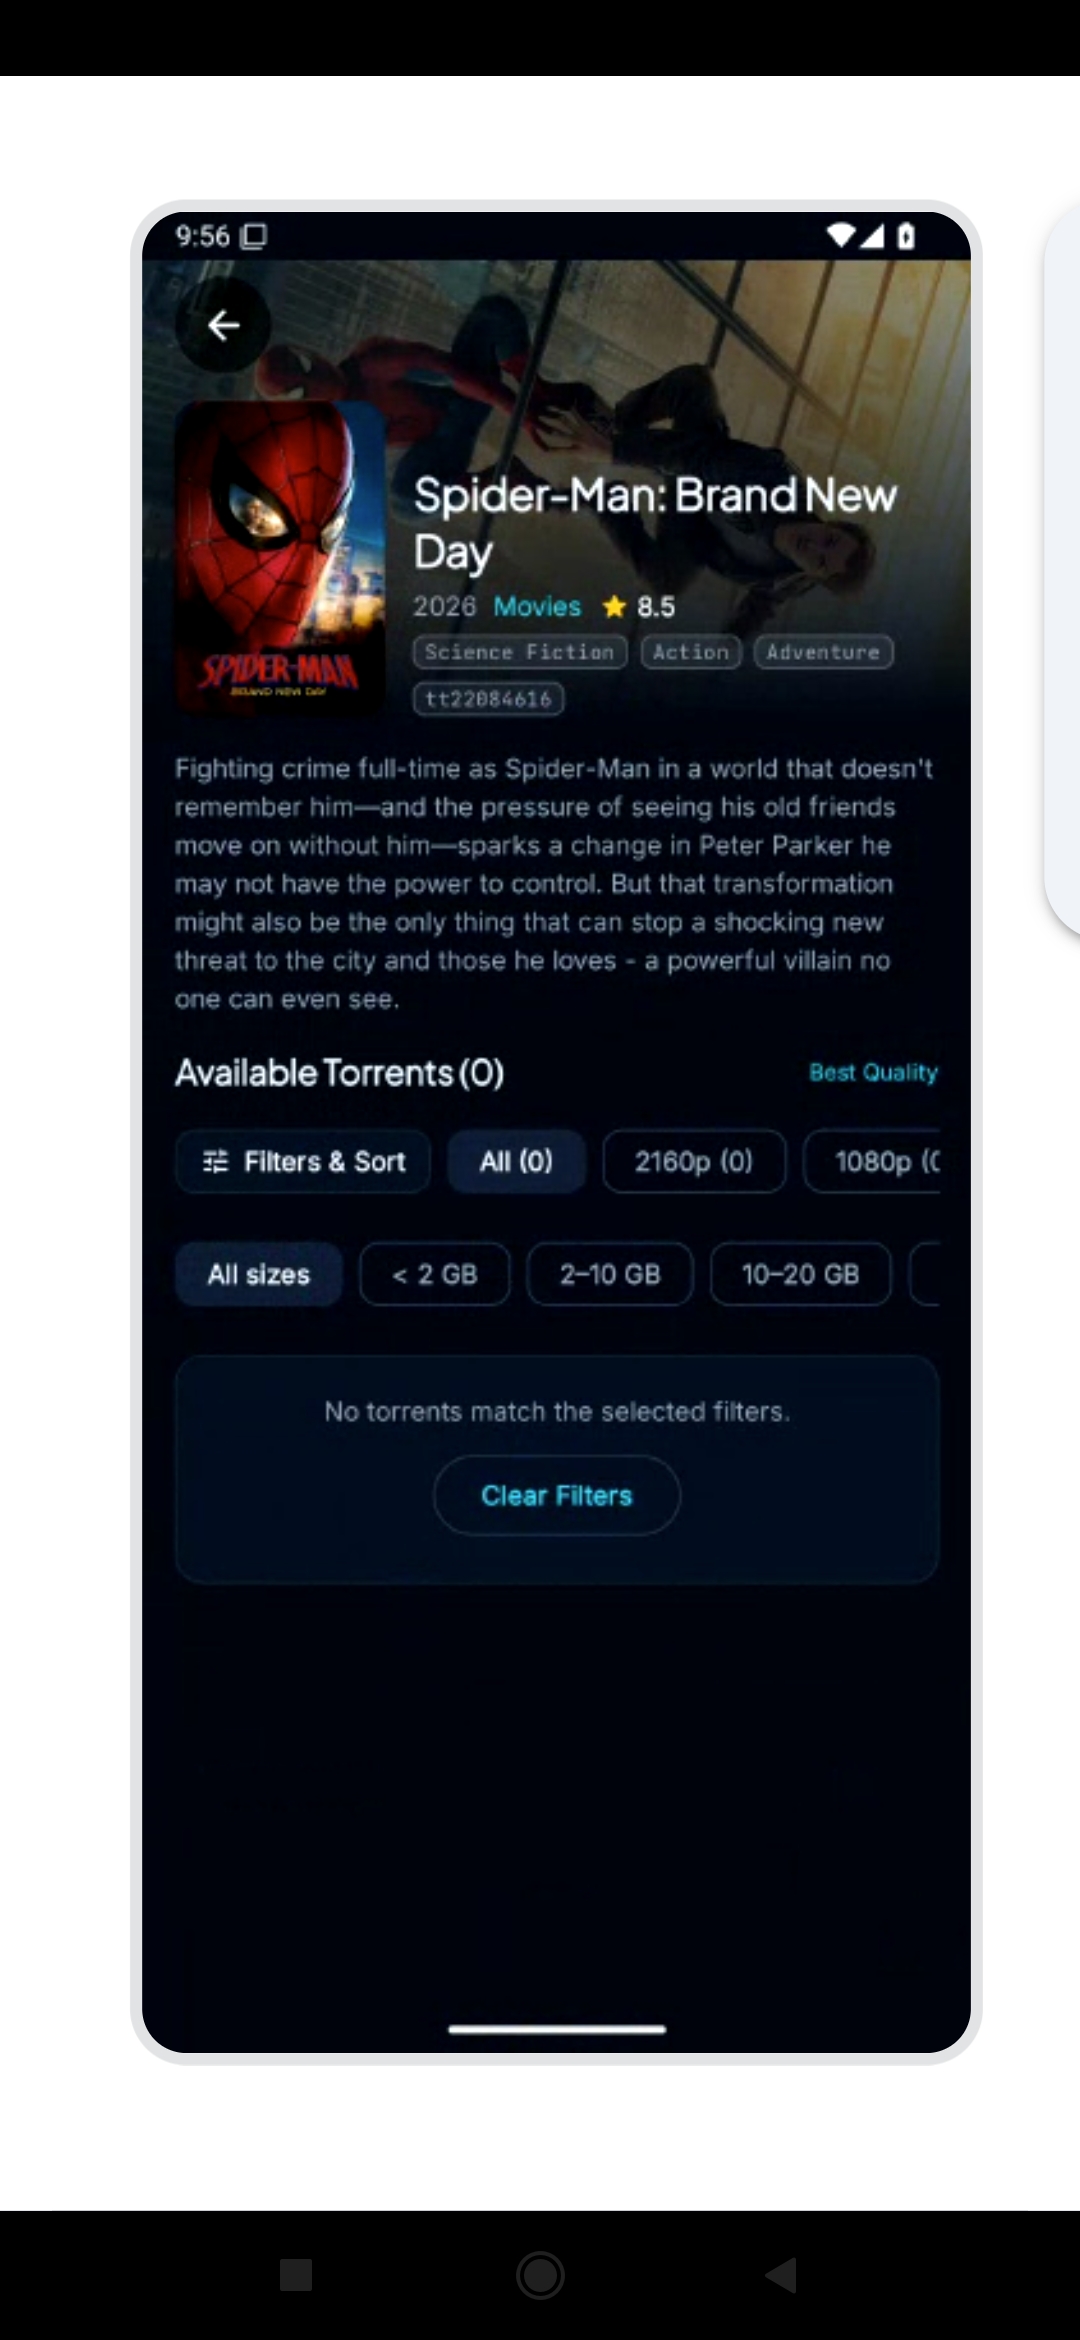 9:56
Spider-Man: Brand New
Day
2026 Movies ⭐ 8.5
Science Fiction Action Adventure
tt22084616
SPIDER-MAN
BRAND NEW DAY
Fighting crime full-time as Spider-Man in a world that doesn't
remember him—and the pressure of seeing his old friends
move on without him—sparks a change in Peter Parker he
may not have the power to control. But that transformation
might also be the only thing that can stop a shocking new
threat to the city and those he loves - a powerful villain no
one can even see.
Available Torrents (0) Best Quality
Filters & Sort All (0) 2160p (0) 1080p (
All sizes < 2 GB 2–10 GB 10–20 GB
No torrents match the selected filters.
Clear Filters